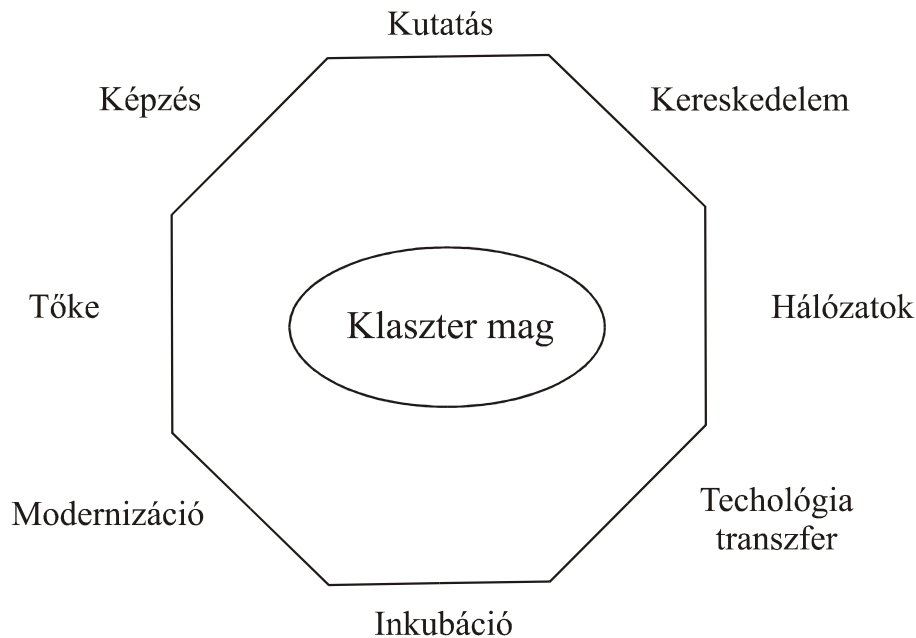 Kutatás
Képzés
Kereskedelem
Tőke
Klaszter mag
Hálózatok
Modernizáció
Techológia
transzfer
Inkubáció